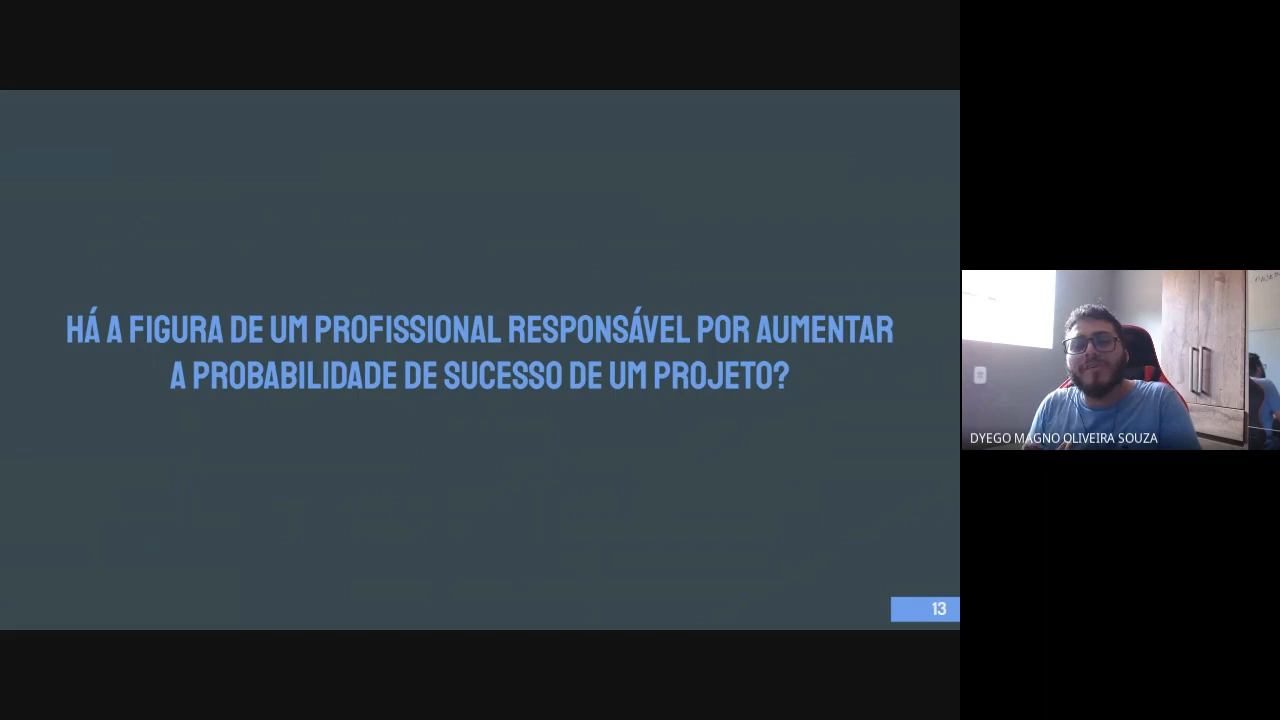 HÁ A FIGURA DE UM PROFISSIONAL RESPONSÁVEL POR AUMENTAR
A PROBABILIDADE DE SUCESSO DE UM PROJETO?
DYEGO MAGNO OLIVEIRA SOUZA
13